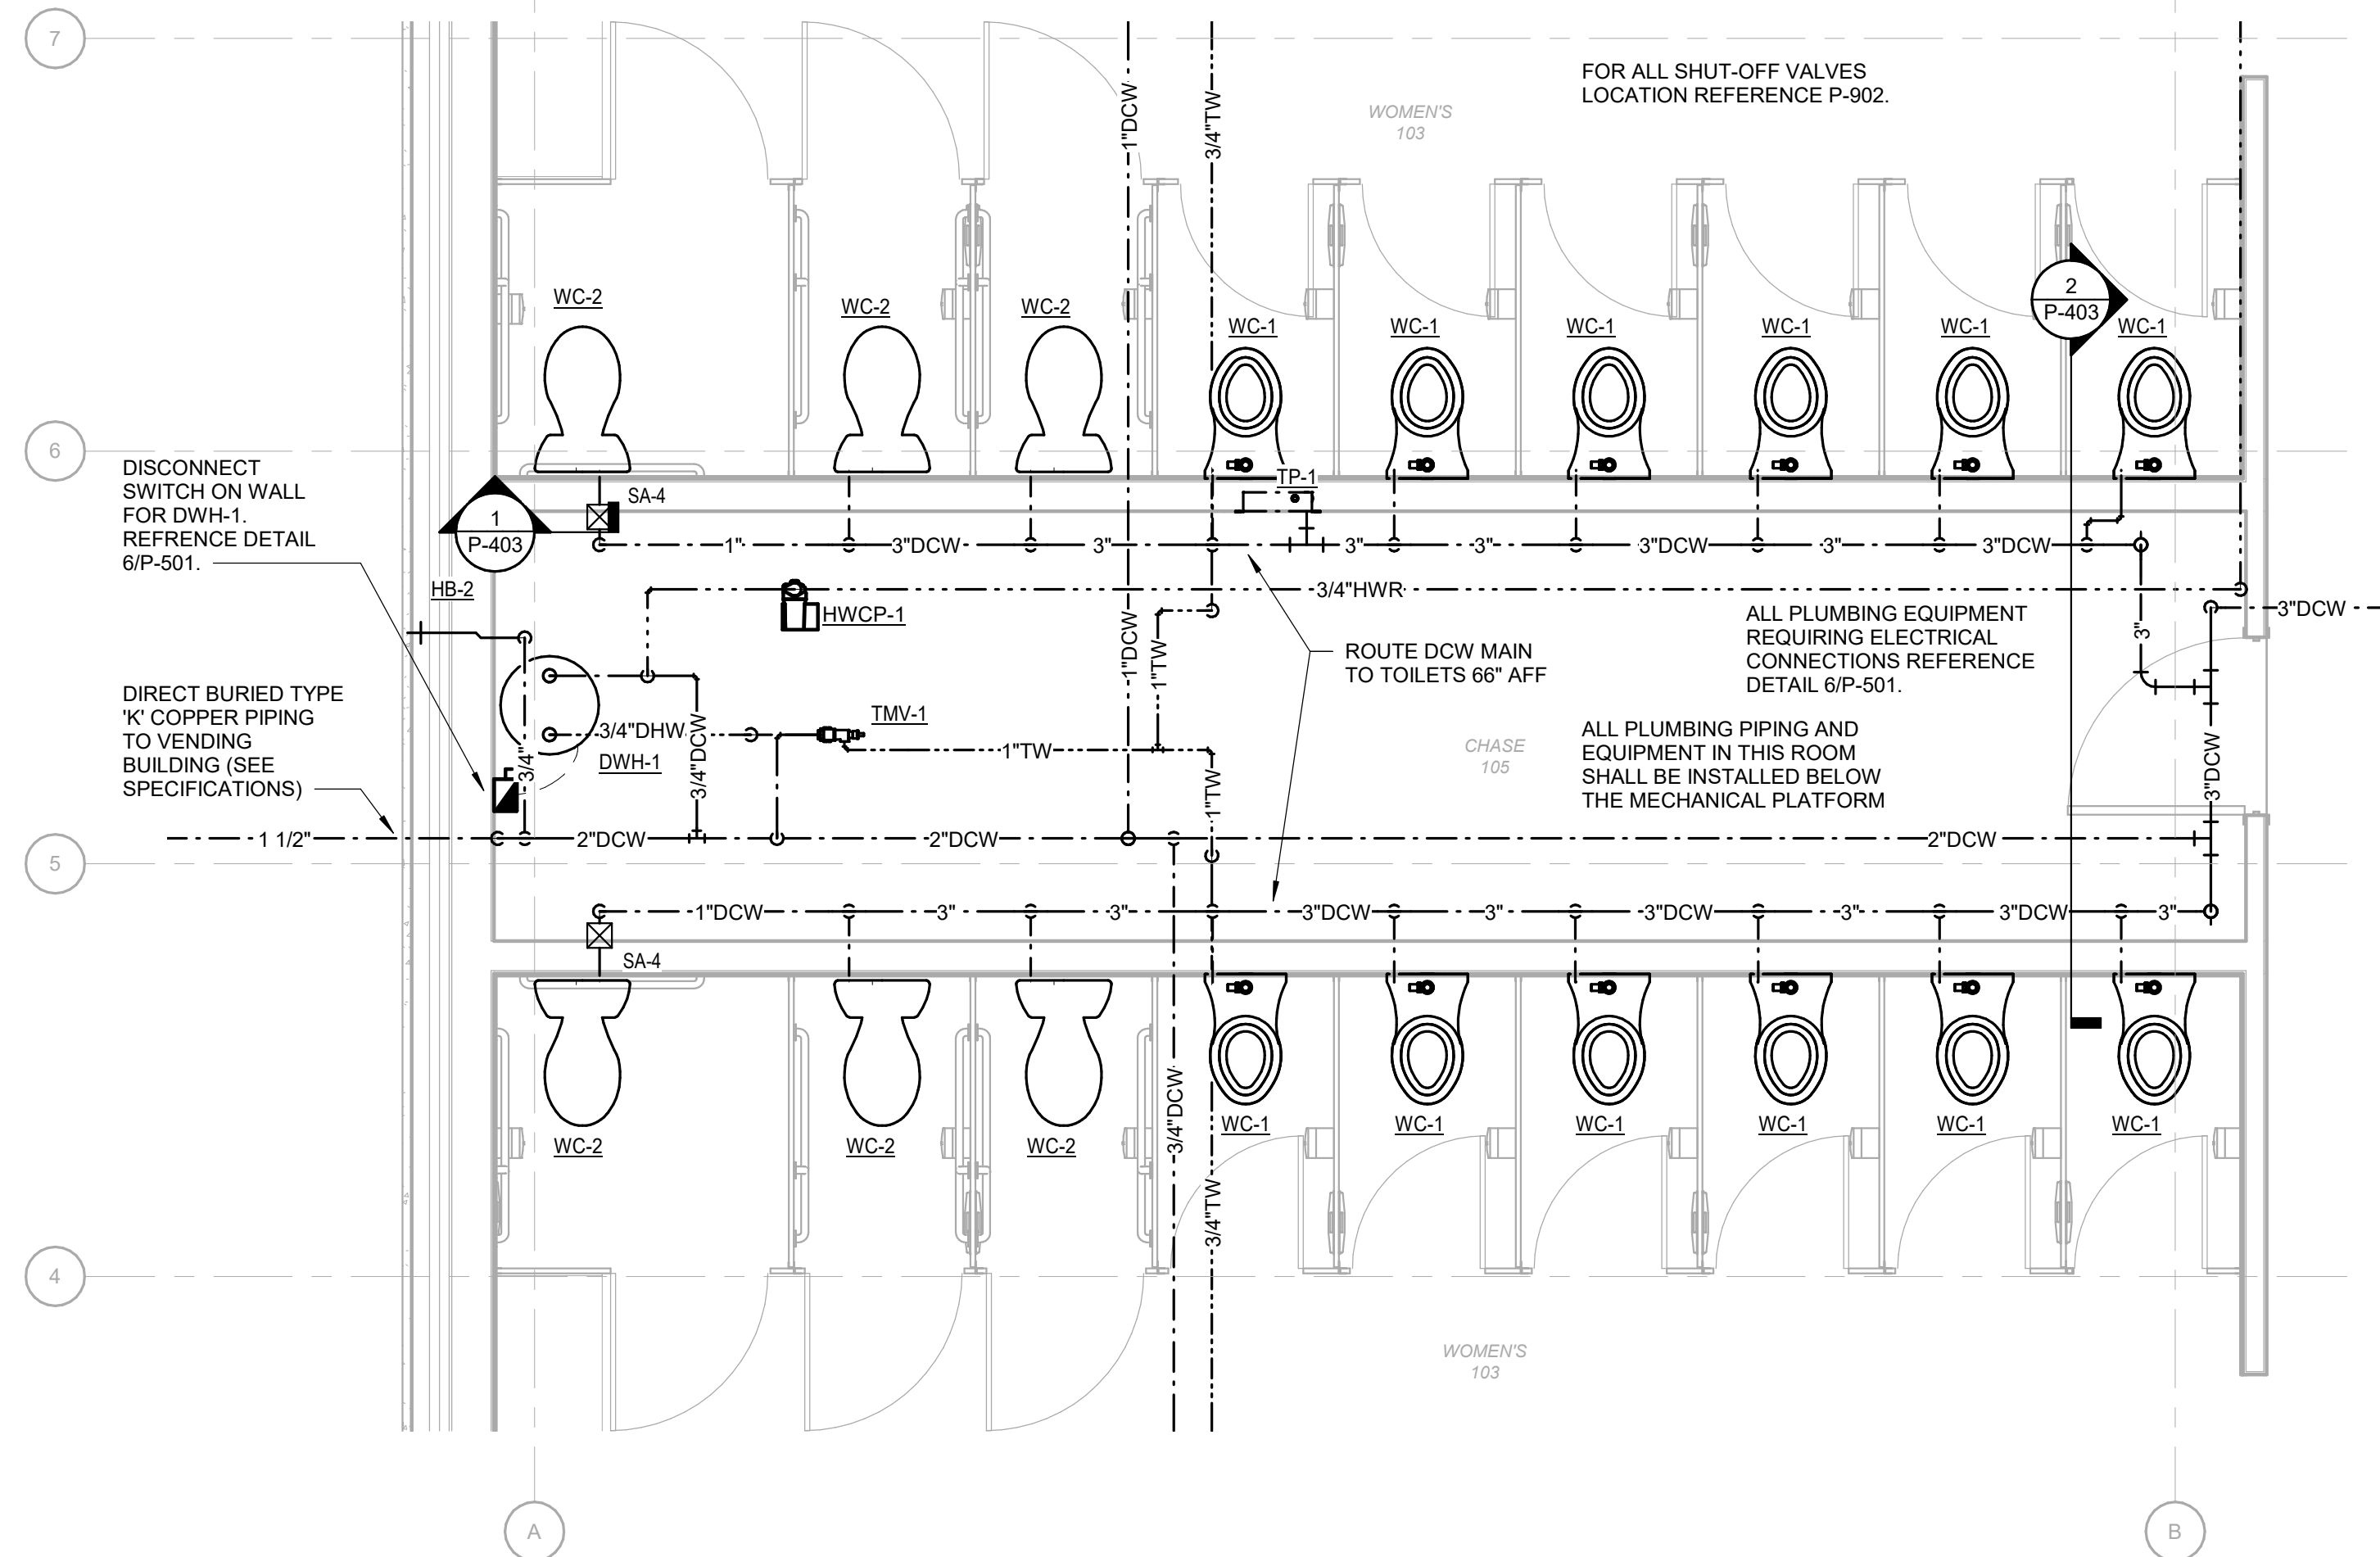 7
FOR ALL SHUT-OFF VALVES
LOCATION REFERENCE P-902.
WOMEN'S
103
1"DCW
3/4"TW
2
P-403
WC-2
WC-2
WC-2
WC-1
WC-1
WC-1
WC-1
WC-1
WC-1
6
DISCONNECT
SWITCH ON WALL
FOR DWH-1.
REFRENCE DETAIL
6/P-501.
SA-4
TP-1
1
P-403
1"
3"DCW
3"
3"
3"
3"DCW
3"
3"DCW
HB-2
3/4"HWR
HWCP-1
3"DCW
1"DCW
1"TW
3"
ROUTE DCW MAIN
TO TOILETS 66" AFF
ALL PLUMBING EQUIPMENT
REQUIRING ELECTRICAL
CONNECTIONS REFERENCE
DETAIL 6/P-501.
DIRECT BURIED TYPE
'K' COPPER PIPING
TO VENDING
BUILDING (SEE
SPECIFICATIONS)
3/4"DHW
DWH-1
3/4"
3/4"DCW
TMV-1
1"TW
1"TW
CHASE
105
ALL PLUMBING PIPING AND
EQUIPMENT IN THIS ROOM
SHALL BE INSTALLED BELOW
THE MECHANICAL PLATFORM
3"DCW
1 1/2"
2"DCW
2"DCW
2"DCW
5
1"DCW
3"
3"
3"DCW
3"
3"DCW
3"
3"DCW
3"
SA-4
3/4"DCW
3/4"TW
WC-2
WC-2
WC-2
WC-1
WC-1
WC-1
WC-1
WC-1
WC-1
4
WOMEN'S
103
A
B